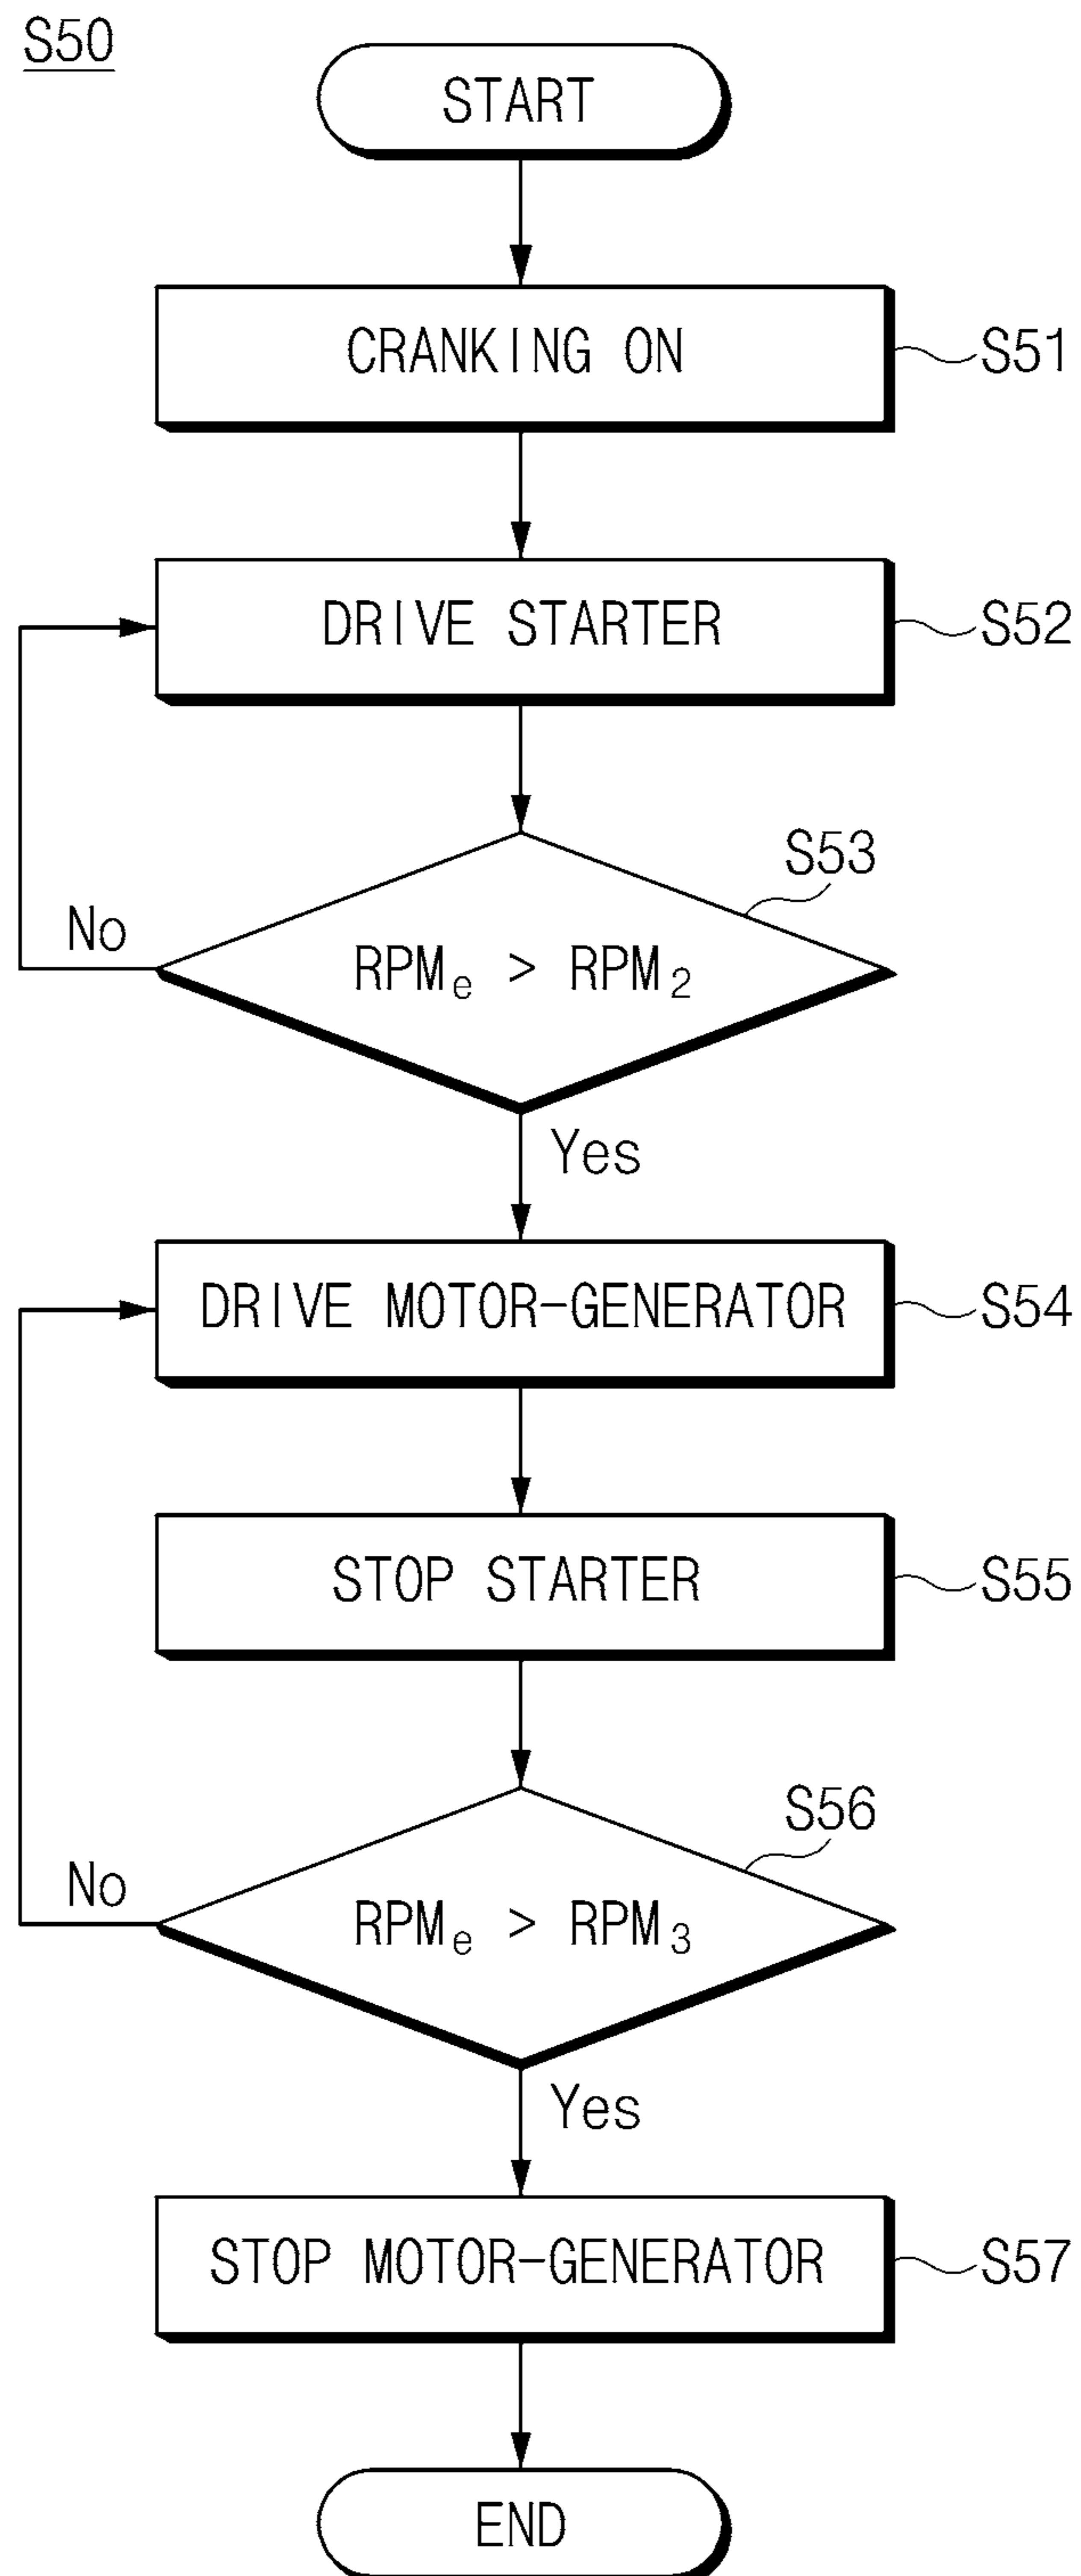 S50
START
CRANKING ON
S51
DRIVE STARTER
S52
S53
No
RPMe > RPM2
Yes
DRIVE MOTOR-GENERATOR
S54
STOP STARTER
S55
S56
No
RPMe > RPM3
Yes
STOP MOTOR-GENERATOR
S57
END